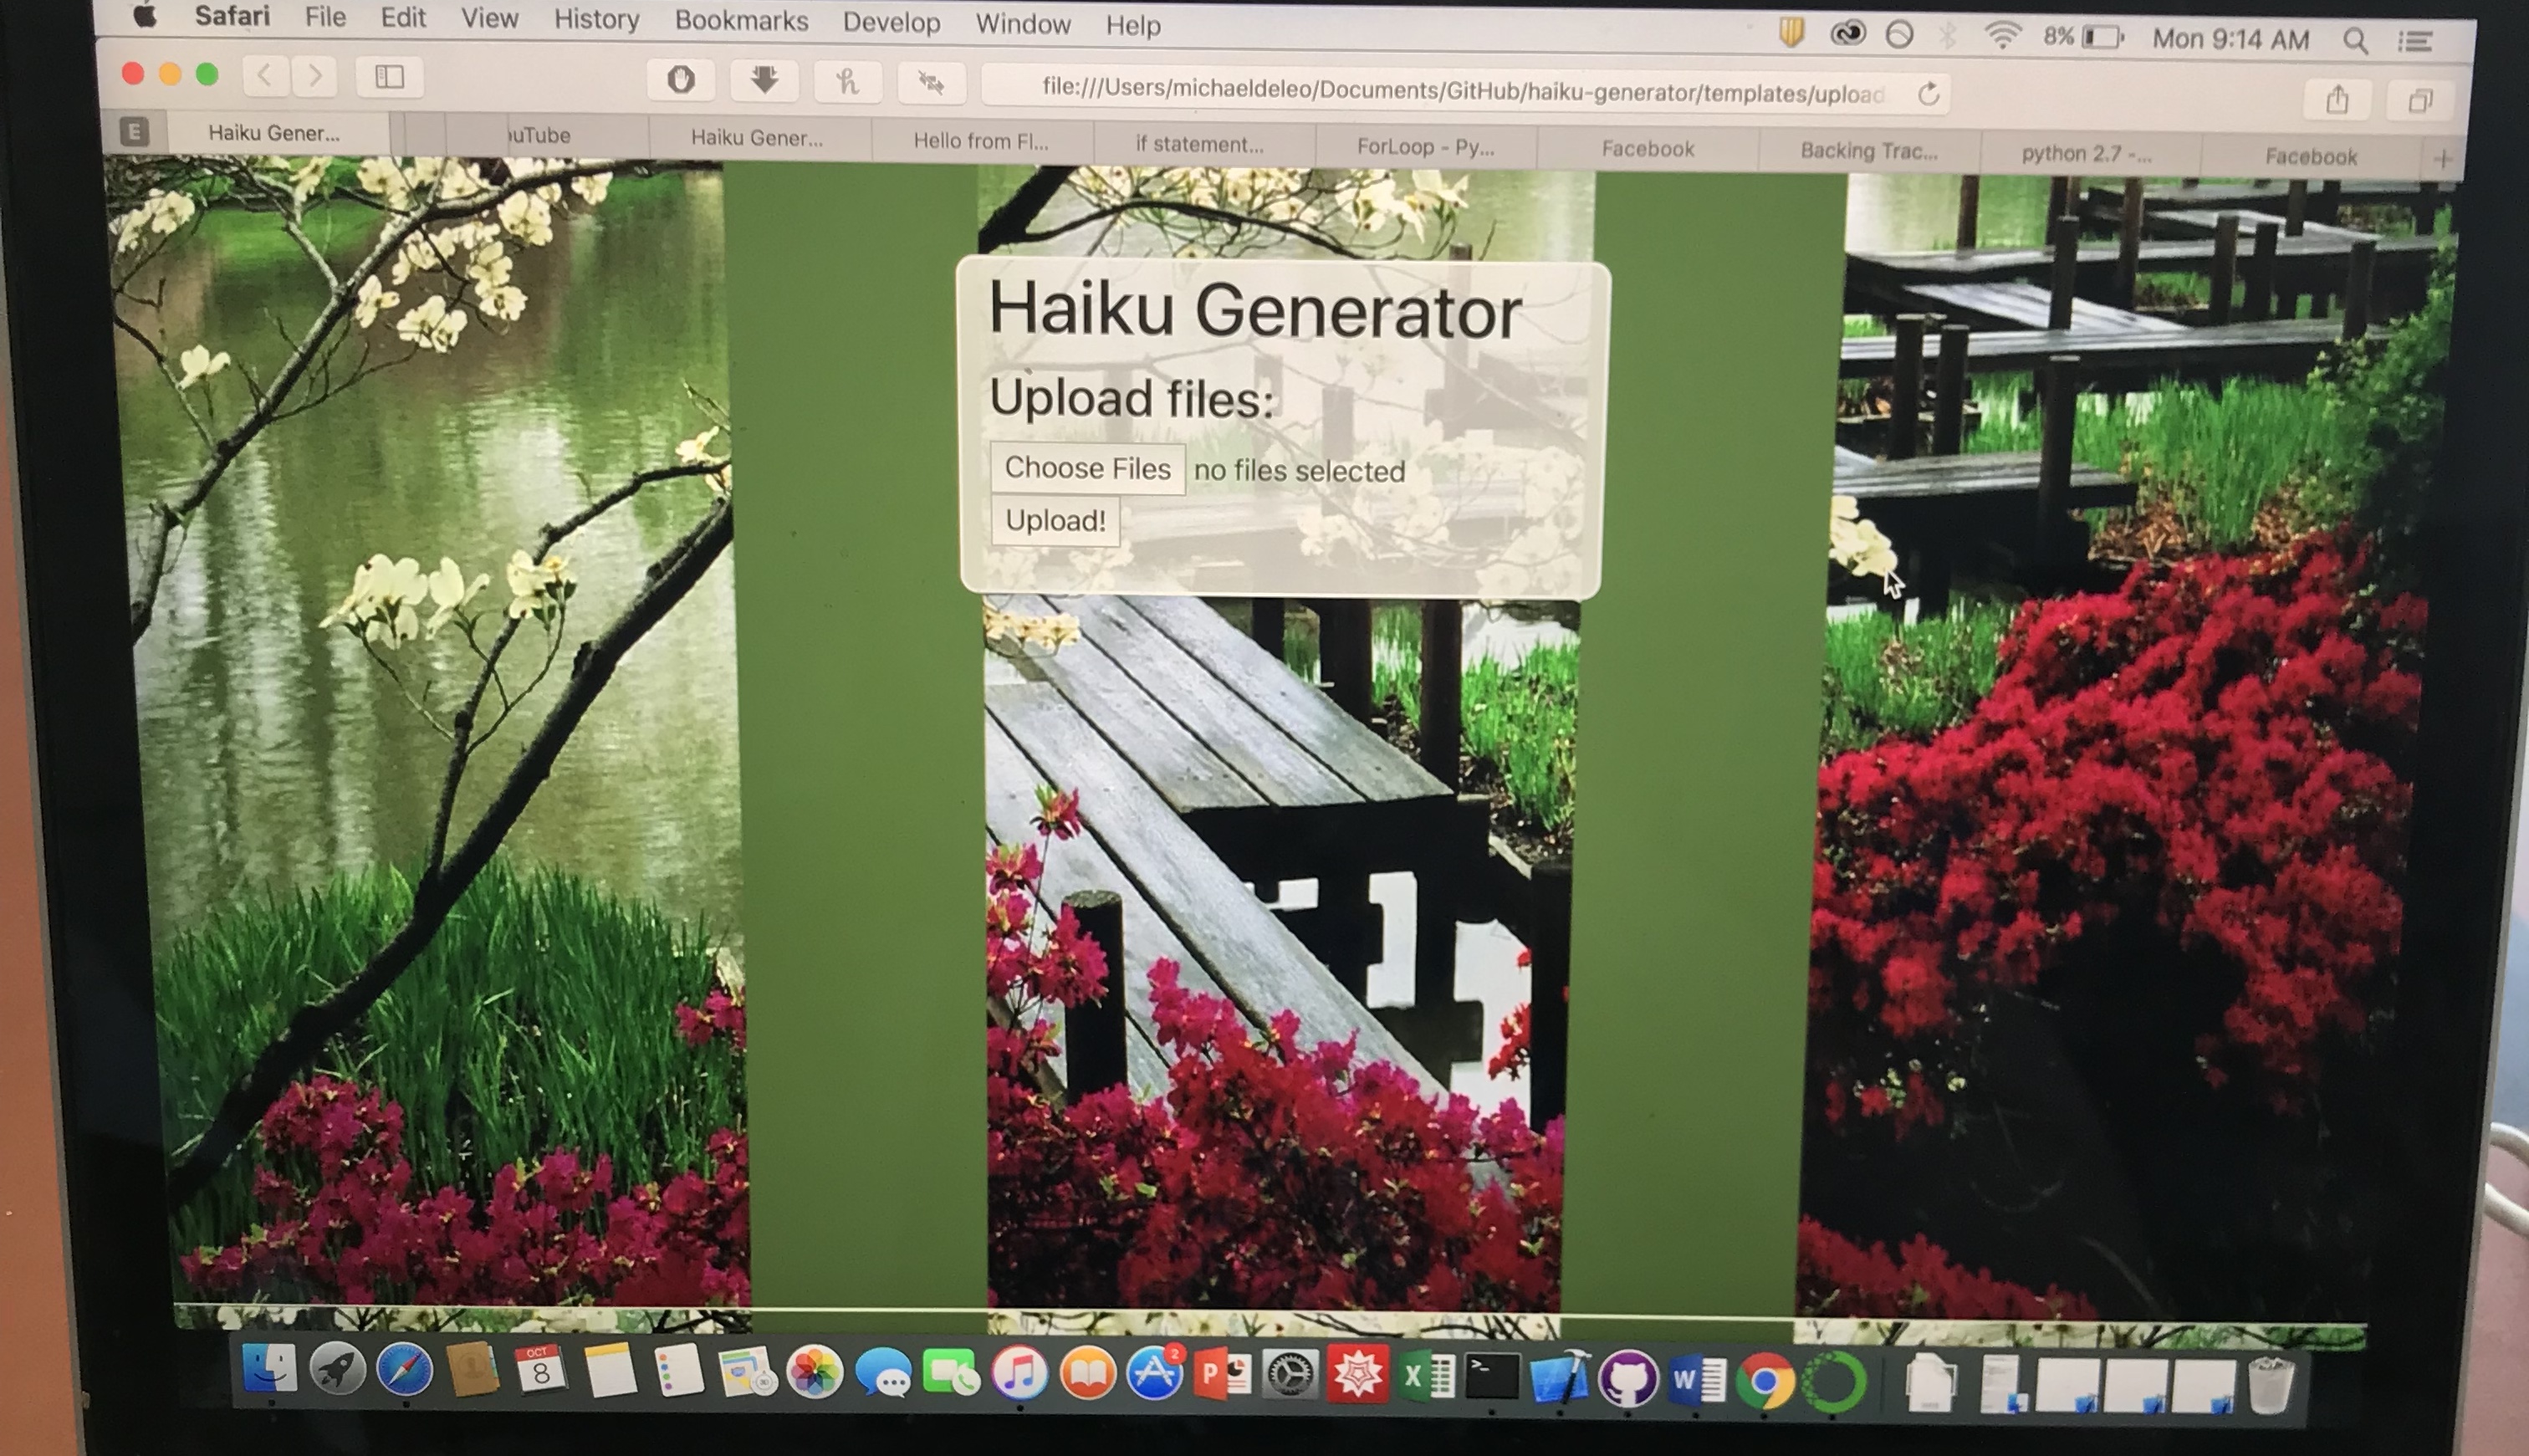 Safari File Edit View History Bookmarks Develop Window Help 8% Mon 9:14 AM
file:///Users/michaeldeleo/Documents/GitHub/haiku-generator/templates/upload
E Haiku Gener... uTube Haiku Gener... Hello from Fl... if statement... ForLoop - Py... Facebook Backing Trac... python 2.7 -... Facebook +
Haiku Generator
Upload files:
Choose Files no files selected
Upload!
OCT
8
2
P X >_ W